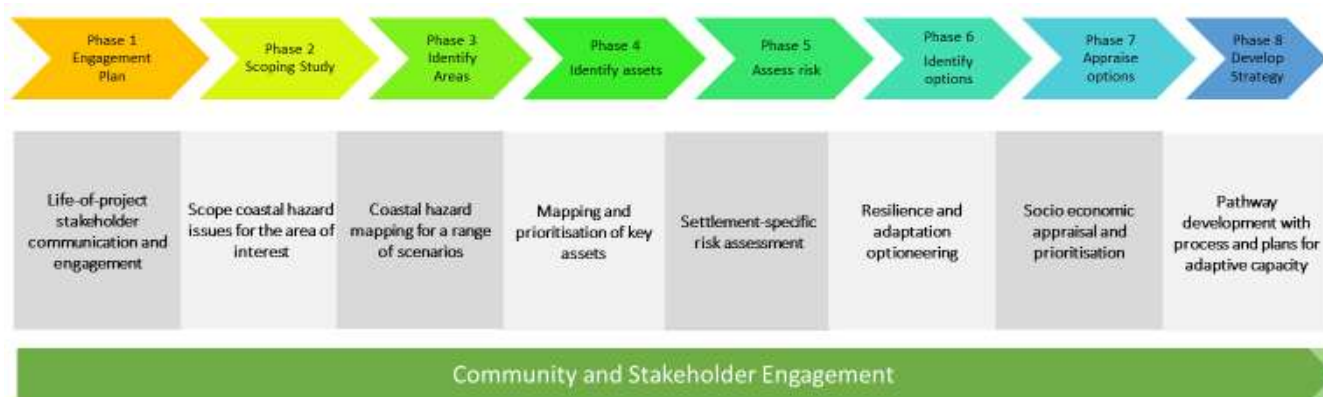 Phase 1
Engagement
Plan
Phase 2
Scoping Study
Phase 3
Identify
Areas
Phase 4
Identify assets
Phase 5
Assess risk
Phase 6
Identify
options
Phase 7
Appraise
options
Phase 8
Develop
Strategy
Life-of-project
stakeholder
communication and
engagement
Scope coastal hazard
issues for the area of
interest
Coastal hazard
mapping for a range
of scenarios
Mapping and
prioritisation of key
assets
Settlement-specific
risk assessment
Resilience and
adaptation
optioneering
Socio economic
appraisal and
prioritisation
Pathway
development with
process and plans for
adaptive capacity
Community and Stakeholder Engagement